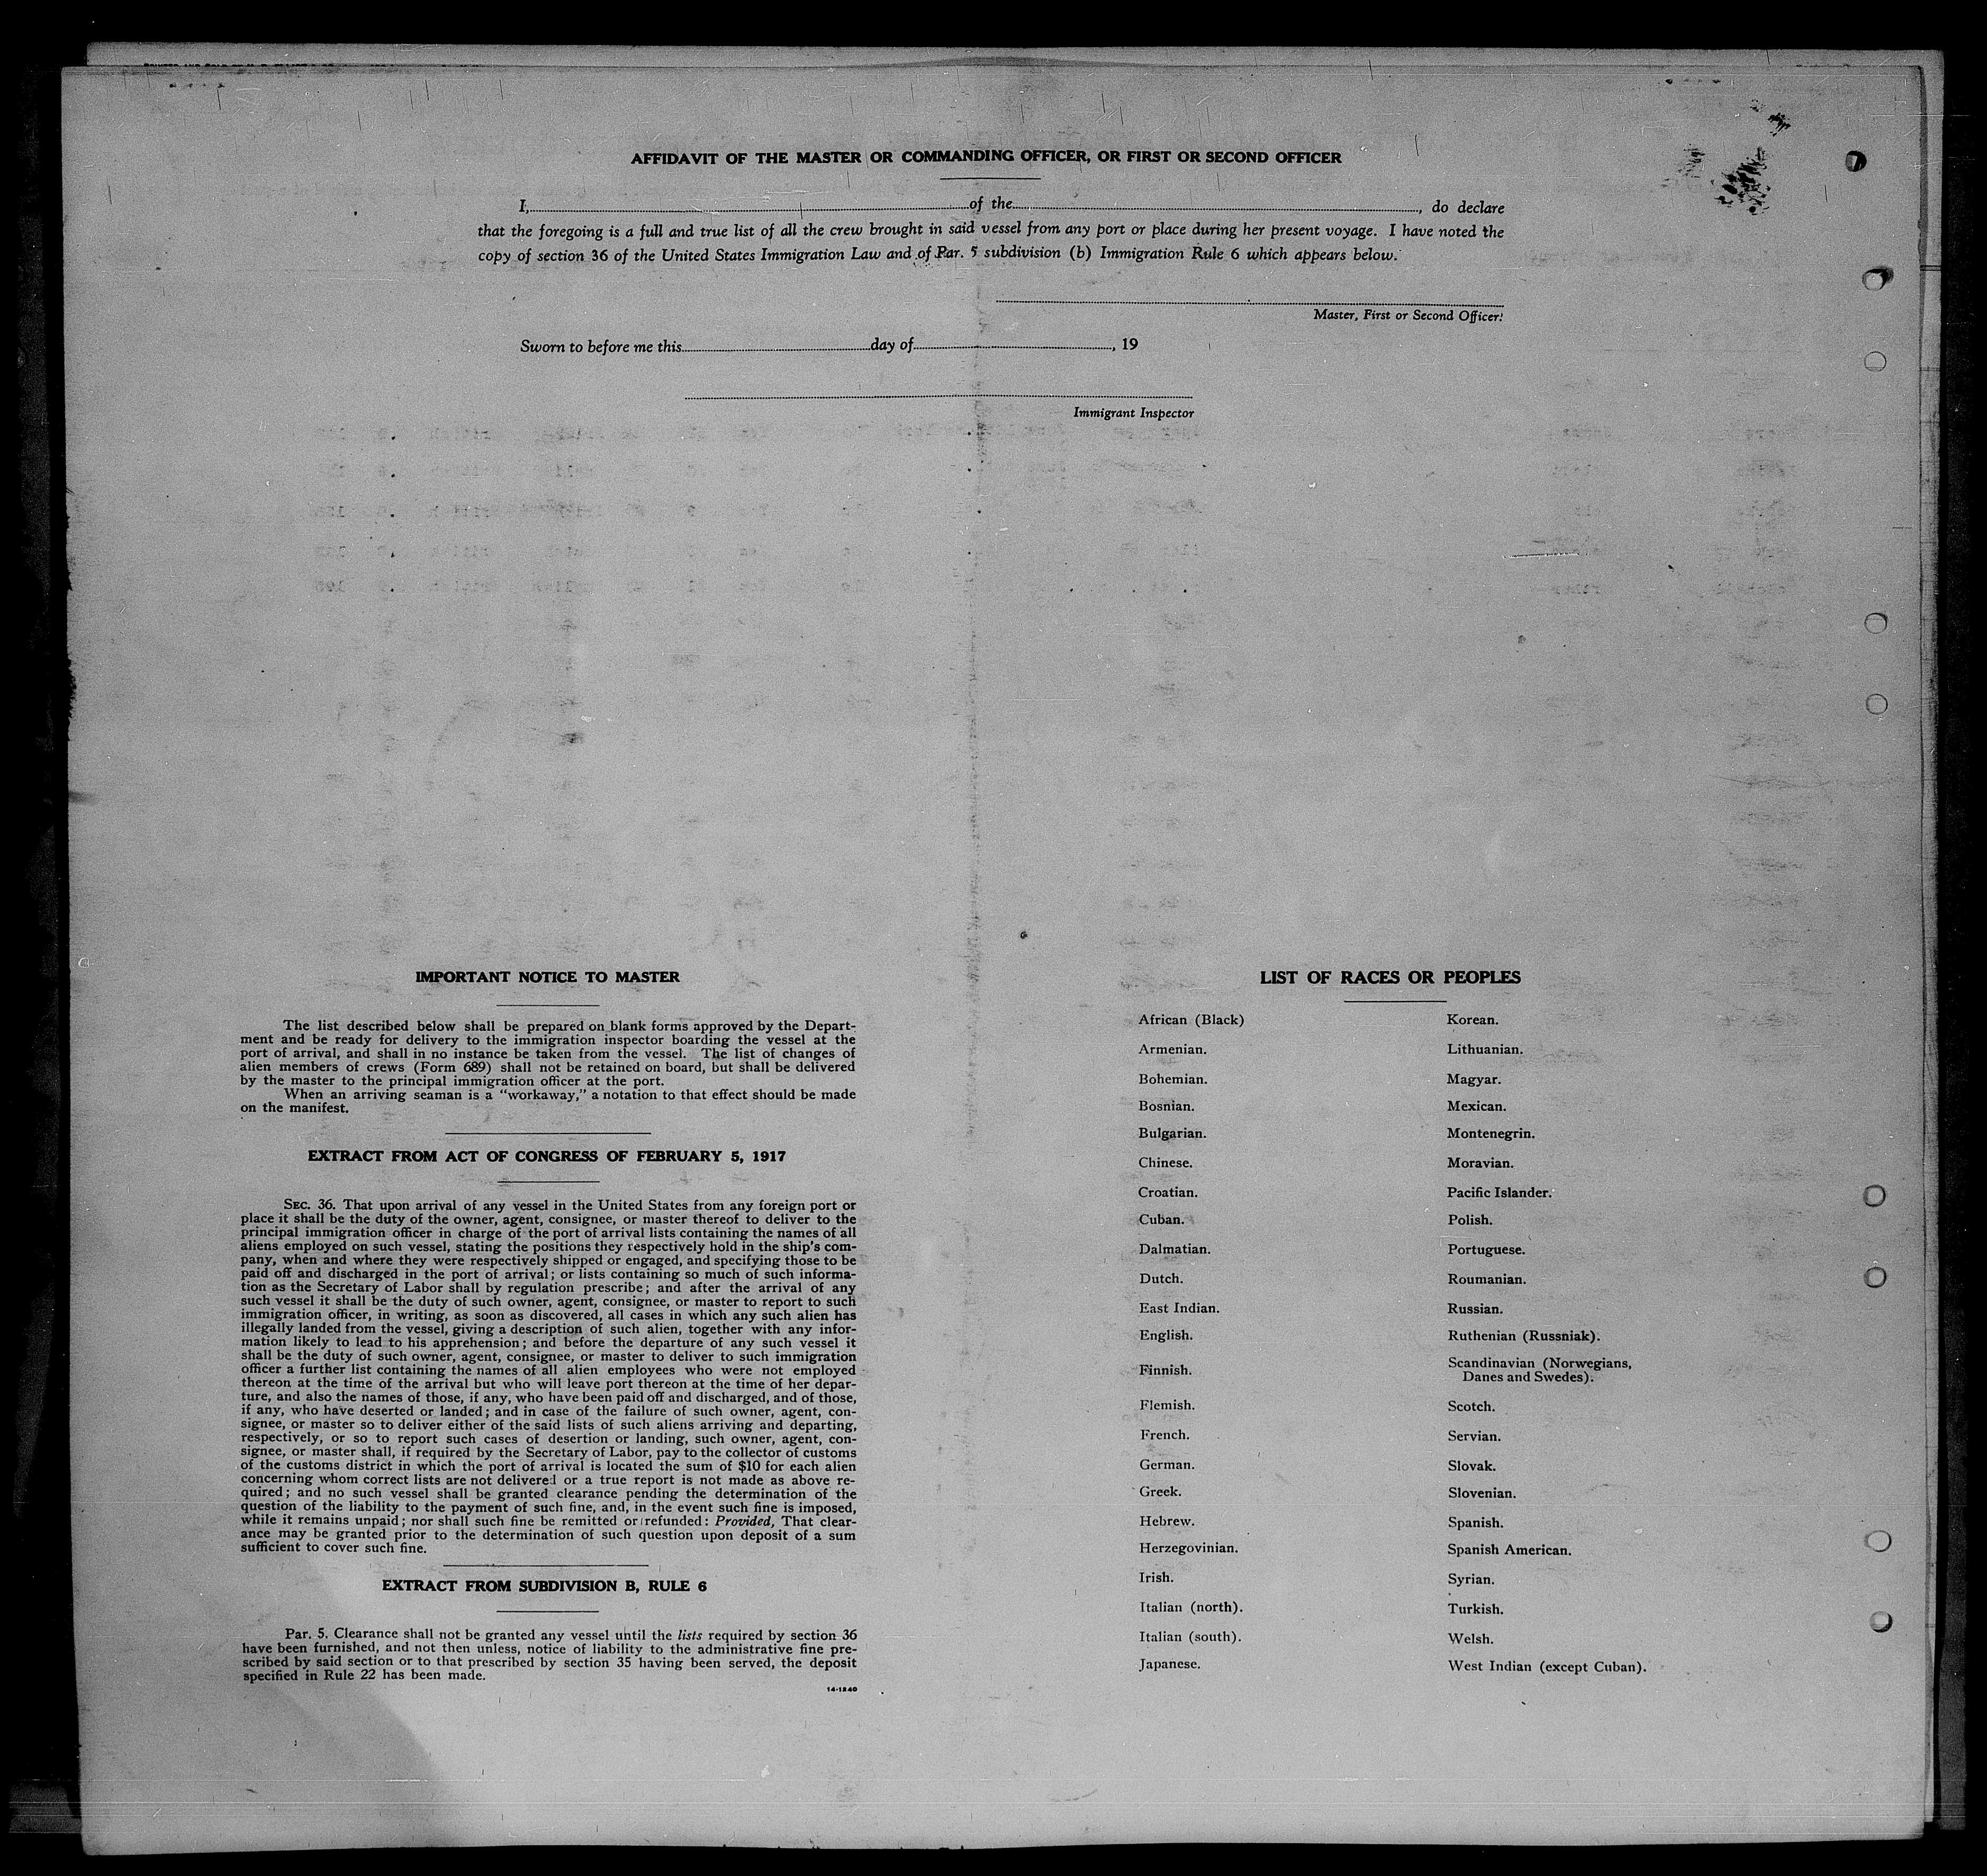 AFFIDAVIT OF THE MASTER OR COMMANDING OFFICER, OR FIRST OR SECOND OFFICER
I, of the , do declare
that the foregoing is a full and true list of all the crew brought in said vessel from any port or place during her present voyage. I have noted the
copy of section 36 of the United States Immigration Law and of Par. 5 subdivision (b) Immigration Rule 6 which appears below.
Master, First or Second Officer.
Sworn to before me this day of , 19
Immigrant Inspector
IMPORTANT NOTICE TO MASTER
The list described below shall be prepared on blank forms approved by the Depart-
ment and be ready for delivery to the immigration inspector boarding the vessel at the
port of arrival, and shall in no instance be taken from the vessel. The list of changes of
alien members of crews (Form 689) shall not be retained on board, but shall be delivered
by the master to the principal immigration officer at the port.
When an arriving seaman is a "workaway," a notation to that effect should be made
on the manifest.
EXTRACT FROM ACT OF CONGRESS OF FEBRUARY 5, 1917
SEC. 36. That upon arrival of any vessel in the United States from any foreign port or
place it shall be the duty of the owner, agent, consignee, or master thereof to deliver to the
principal immigration officer in charge of the port of arrival lists containing the names of all
aliens employed on such vessel, stating the positions they respectively hold in the ship's com-
pany, when and where they were respectively shipped or engaged, and specifying those to be
paid off and discharged in the port of arrival; or lists containing so much of such informa-
tion as the Secretary of Labor shall by regulation prescribe; and after the arrival of any
such vessel it shall be the duty of such owner, agent, consignee, or master to report to such
immigration officer, in writing, as soon as discovered, all cases in which any such alien has
illegally landed from the vessel, giving a description of such alien, together with any infor-
mation likely to lead to his apprehension; and before the departure of any such vessel it
shall be the duty of such owner, agent, consignee, or master to deliver to such immigration
officer a further list containing the names of all alien employees who were not employed
thereon at the time of the arrival but who will leave port thereon at the time of her depar-
ture, and also the names of those, if any, who have been paid off and discharged, and of those,
if any, who have deserted or landed; and in case of the failure of such owner, agent, con-
signee, or master so to deliver either of the said lists of such aliens arriving and departing,
respectively, or so to report such cases of desertion or landing, such owner, agent, con-
signee, or master shall, if required by the Secretary of Labor, pay to the collector of customs
of the customs district in which the port of arrival is located the sum of $10 for each alien
concerning whom correct lists are not delivered or a true report is not made as above re-
quired; and no such vessel shall be granted clearance pending the determination of the
question of the liability to the payment of such fine, and, in the event such fine is imposed,
while it remains unpaid; nor shall such fine be remitted or refunded: Provided, That clear-
ance may be granted prior to the determination of such question upon deposit of a sum
sufficient to cover such fine.
EXTRACT FROM SUBDIVISION B, RULE 6
Par. 5. Clearance shall not be granted any vessel until the lists required by section 36
have been furnished, and not then unless, notice of liability to the administrative fine pre-
scribed by said section or to that prescribed by section 35 having been served, the deposit
specified in Rule 22 has been made.
14-1240
LIST OF RACES OR PEOPLES
African (Black)
Armenian.
Bohemian.
Bosnian.
Bulgarian.
Chinese.
Croatian.
Cuban.
Dalmatian.
Dutch.
East Indian.
English.
Finnish.
Flemish.
French.
German.
Greek.
Hebrew.
Herzegovinian.
Irish.
Italian (north).
Italian (south).
Japanese.
Korean.
Lithuanian.
Magyar.
Mexican.
Montenegrin.
Moravian.
Pacific Islander.
Polish.
Portuguese.
Roumanian.
Russian.
Ruthenian (Russniak).
Scandinavian (Norwegians,
Danes and Swedes).
Scotch.
Servian.
Slovak.
Slovenian.
Spanish.
Spanish American.
Syrian.
Turkish.
Welsh.
West Indian (except Cuban).